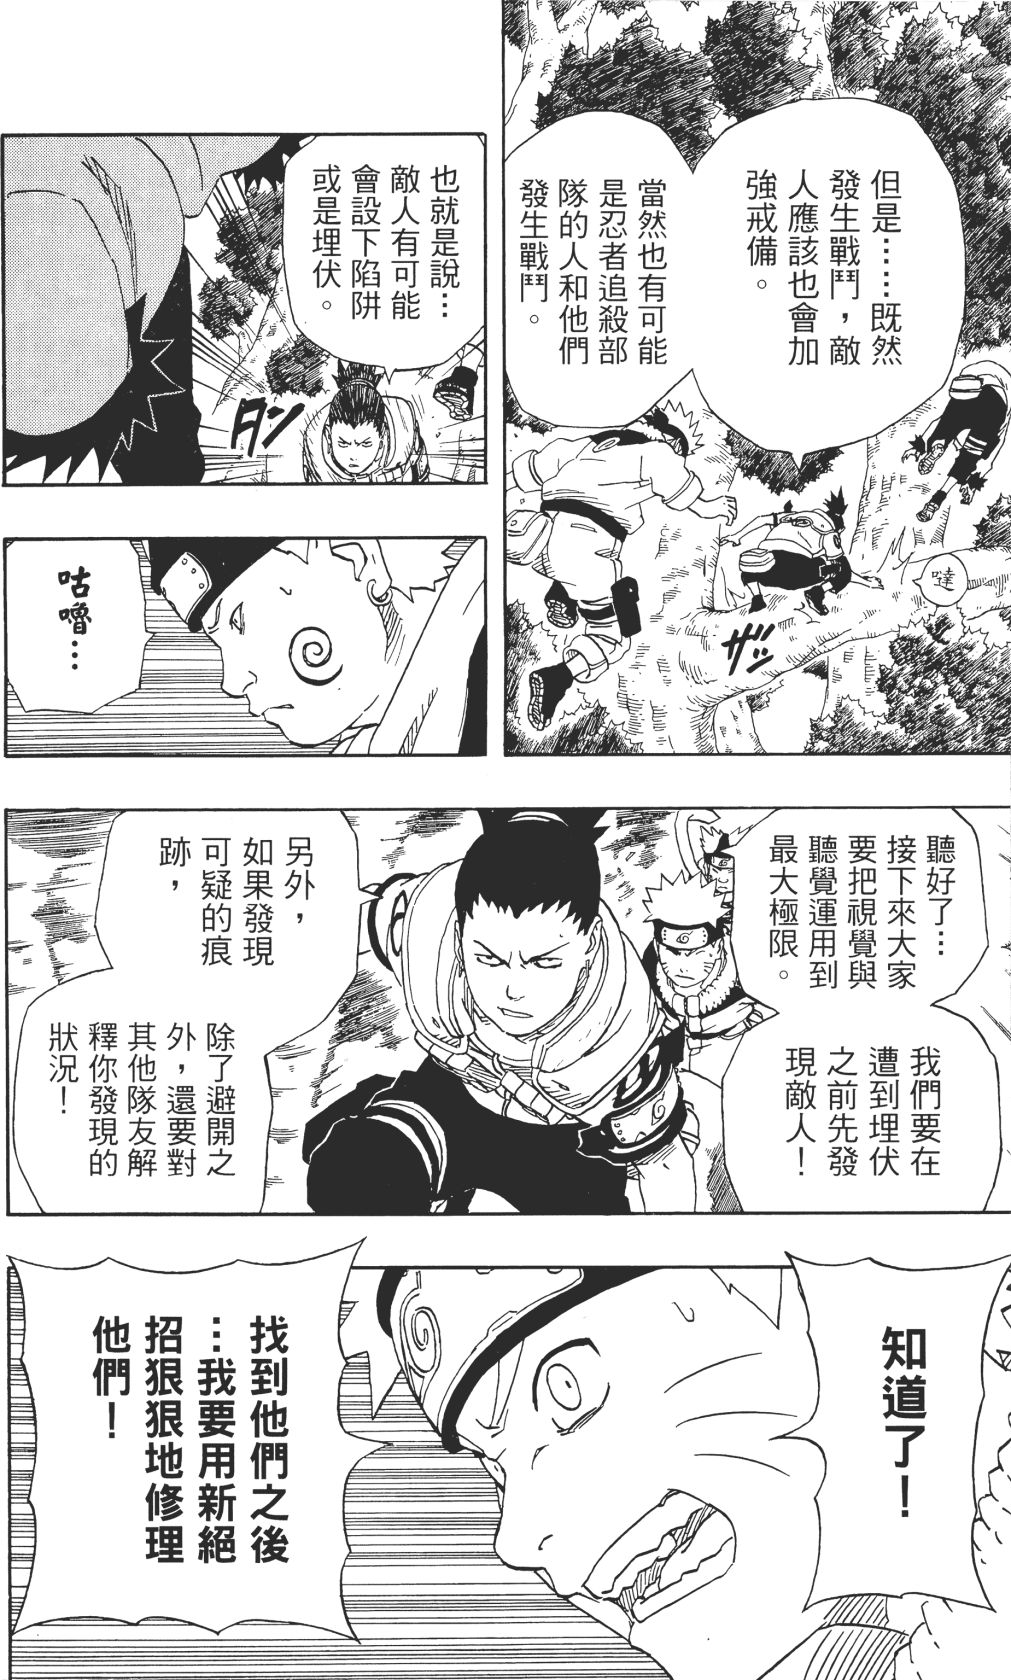 但是……既然
發生戰鬥，敵
人應該也會加
強戒備。
當然也有可能
是忍者追殺部
隊的人和他們
發生戰鬥。
噠
ザッ
也就是說…
敵人有可能
會設下陷阱
或是埋伏。
ダン
咕嚕…
聽好了…
接下來大家
要把視覺與
聽覺運用到
最大極限。
我們要在
遭到埋伏
之前先發
現敵人！
另外，
如果發現
可疑的痕
跡，
除了避開之
外，還要對
其他隊友解
釋你發現的
狀況！
知道了！
找到他們之後
…我要用新絕
招狠狠地修理
他們！